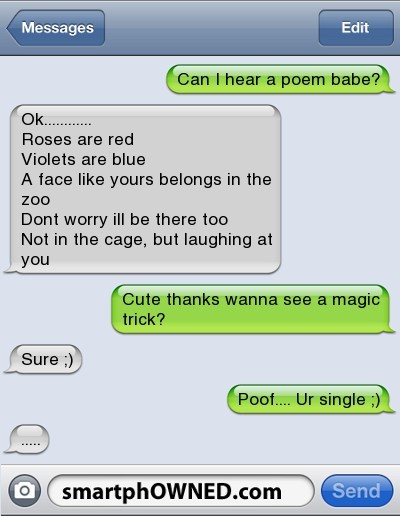 Messages
Edit
Can I hear a poem babe?
Ok............
Roses are red
Violets are blue
A face like yours belongs in the
zoo
Dont worry ill be there too
Not in the cage, but laughing at
you
Cute thanks wanna see a magic
trick?
Sure ;)
Poof.... Ur single ;)
.....
smartphOWNED.com
Send